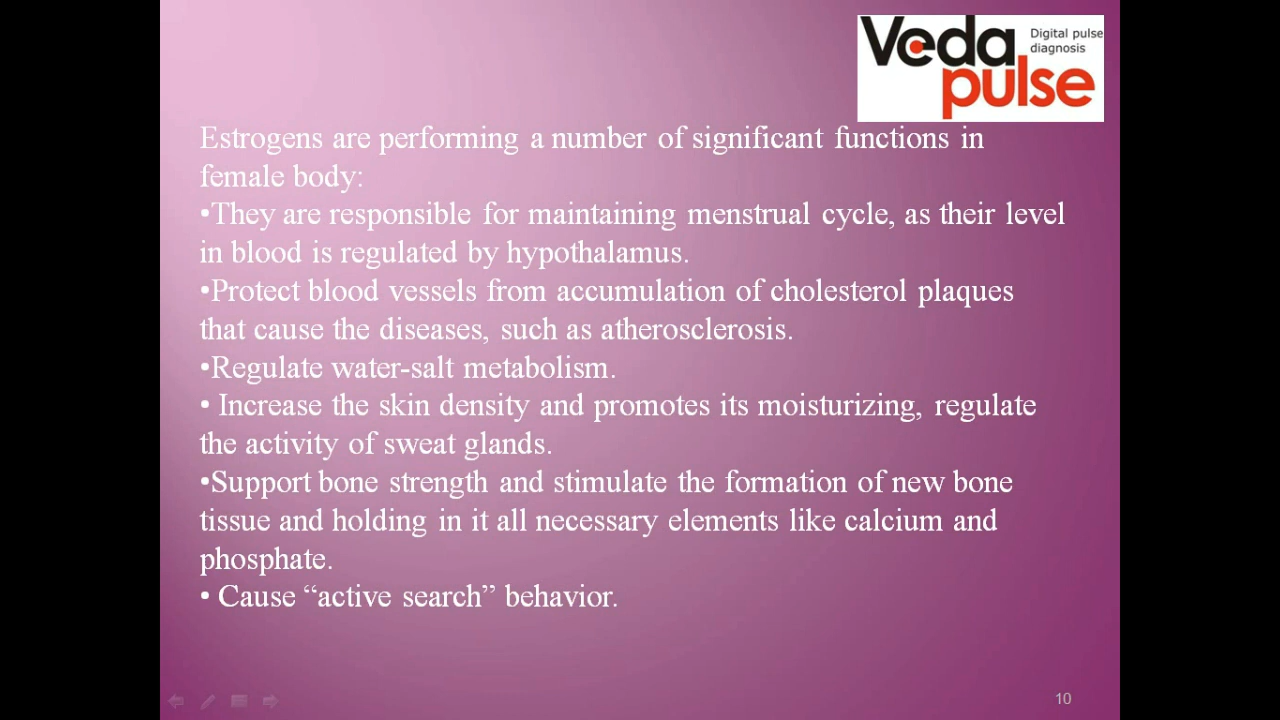 Veda
pulse
Digital pulse
diagnosis
Estrogens are performing a number of significant functions in
female body:
•They are responsible for maintaining menstrual cycle, as their level
in blood is regulated by hypothalamus.
•Protect blood vessels from accumulation of cholesterol plaques
that cause the diseases, such as atherosclerosis.
•Regulate water-salt metabolism.
• Increase the skin density and promotes its moisturizing, regulate
the activity of sweat glands.
•Support bone strength and stimulate the formation of new bone
tissue and holding in it all necessary elements like calcium and
phosphate.
• Cause “active search” behavior.
10